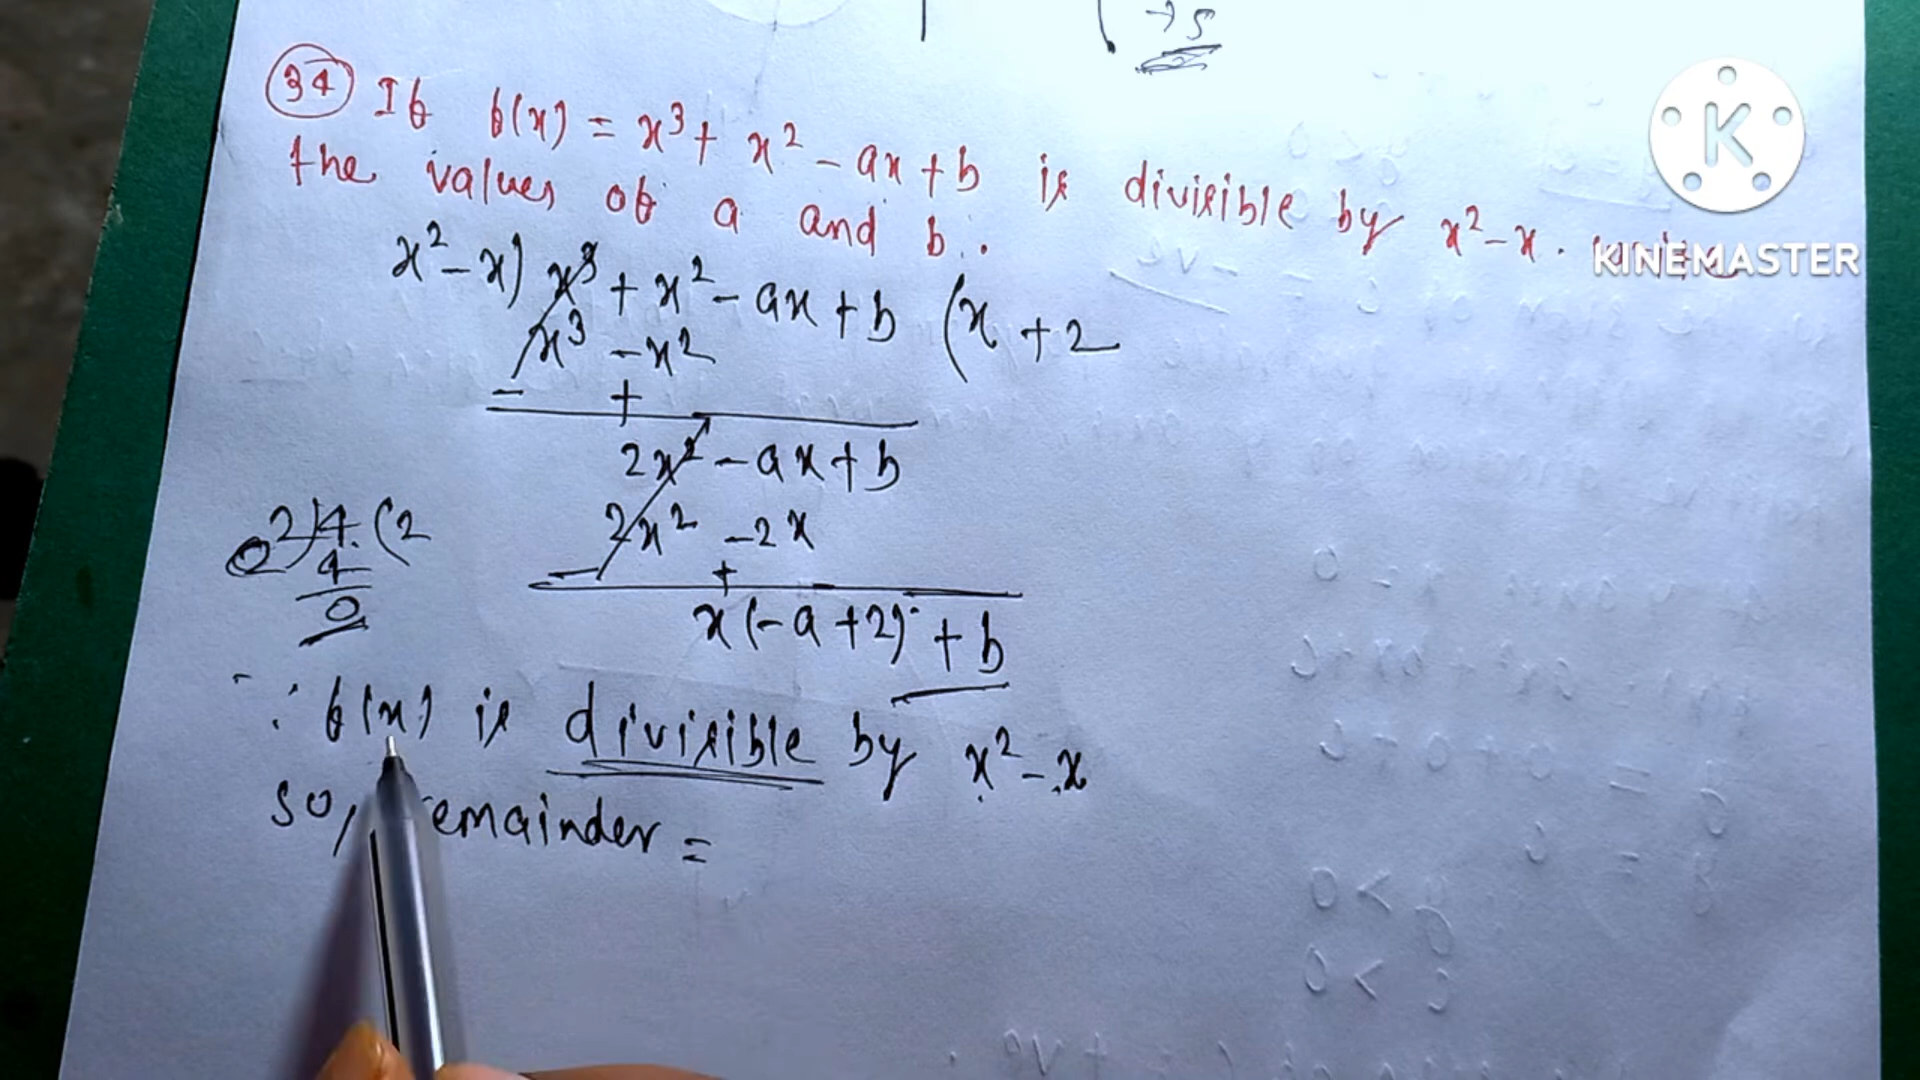 → 5
34 If f(x) = x³ + x² - ax + b is divisible by x² - x.
the values of a and b.
x² - x) x³ + x² - ax + b (x + 2
x³ - x²
- +
2x² - ax + b
2x² - 2x
- +
x(-a + 2) + b
2) 4 (2
4
0
∵ f(x) is divisible by x² - x
so, remainder =
K
KINEMASTER